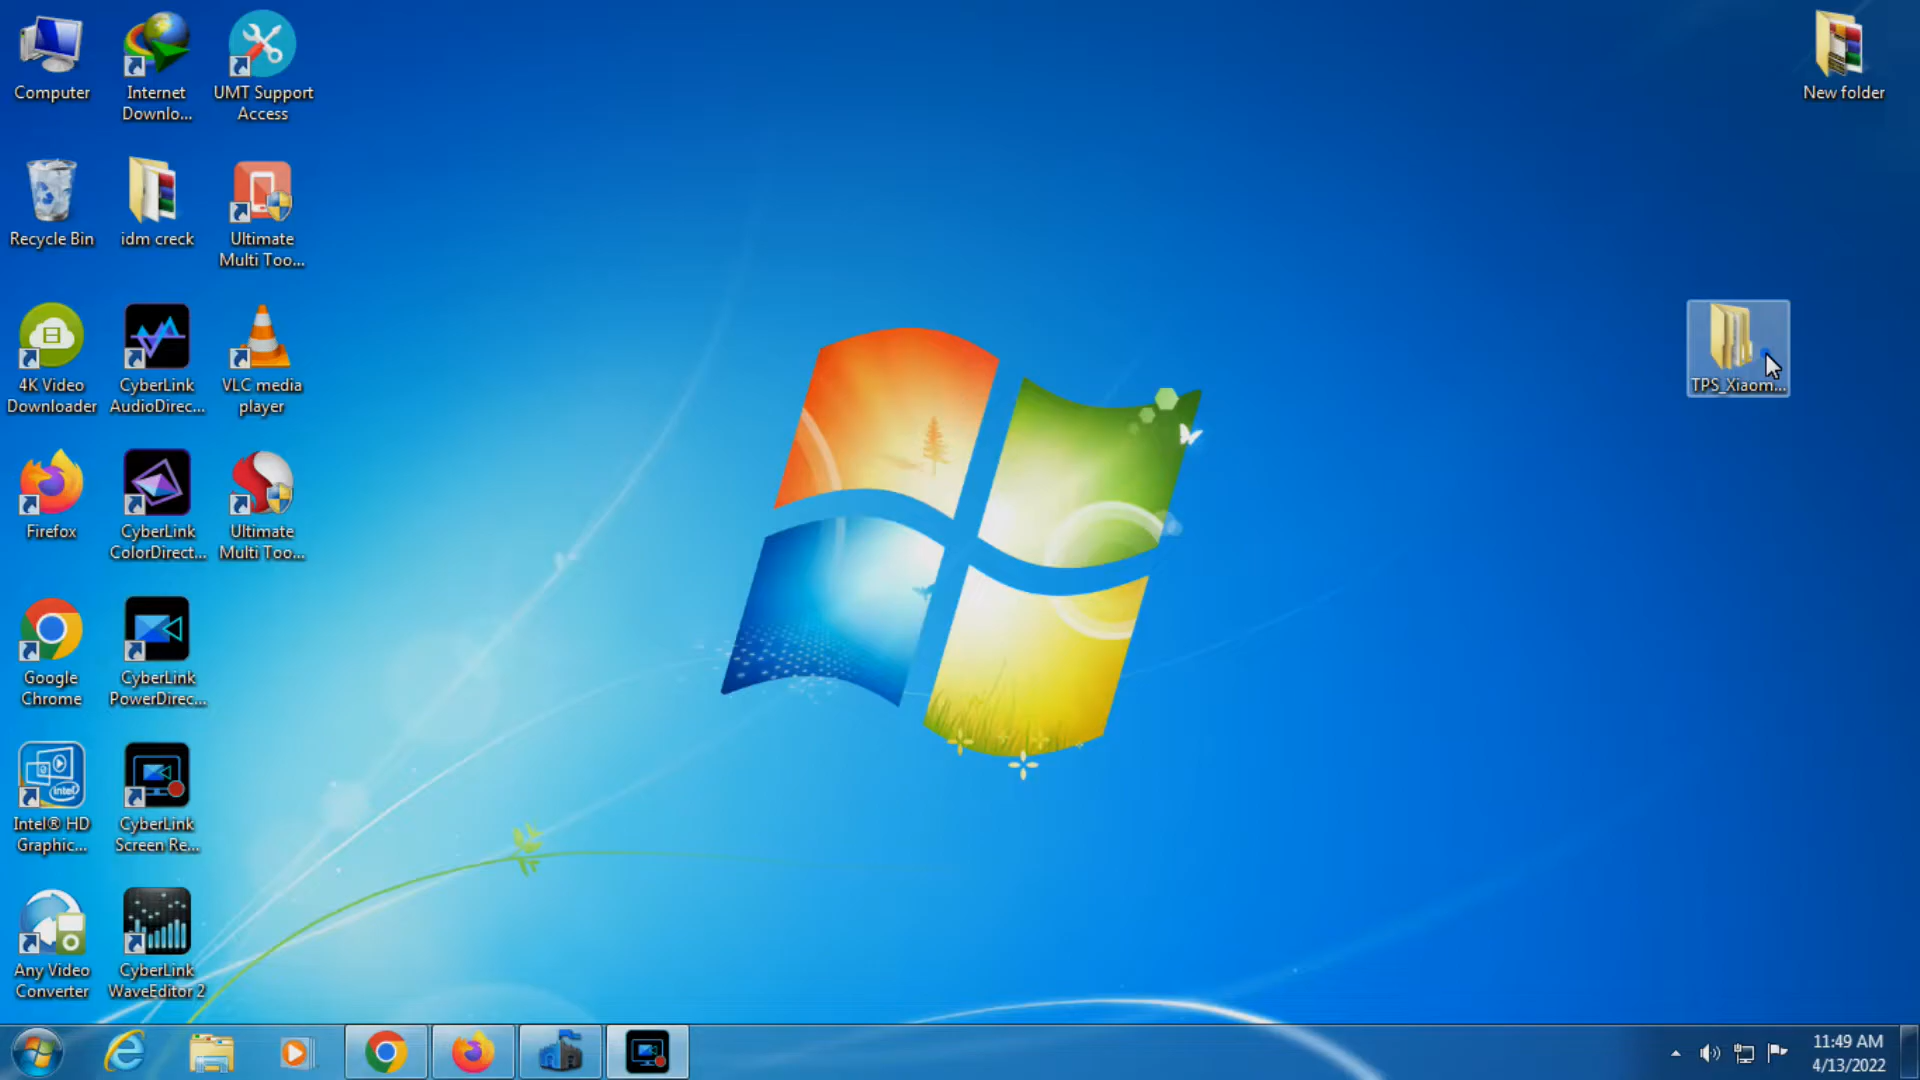 Computer
Internet
Downlo...
UMT Support
Access
New folder
Recycle Bin
idm creck
Ultimate
Multi Too...
4K Video
Downloader
CyberLink
AudioDirec...
VLC media
player
TPS_Xiaom...
Firefox
CyberLink
ColorDirect...
Ultimate
Multi Too...
Google
Chrome
CyberLink
PowerDirec...
intel
Intel® HD
Graphic...
CyberLink
Screen Re...
Any Video
Converter
CyberLink
WaveEditor 2
11:49 AM
4/13/2022